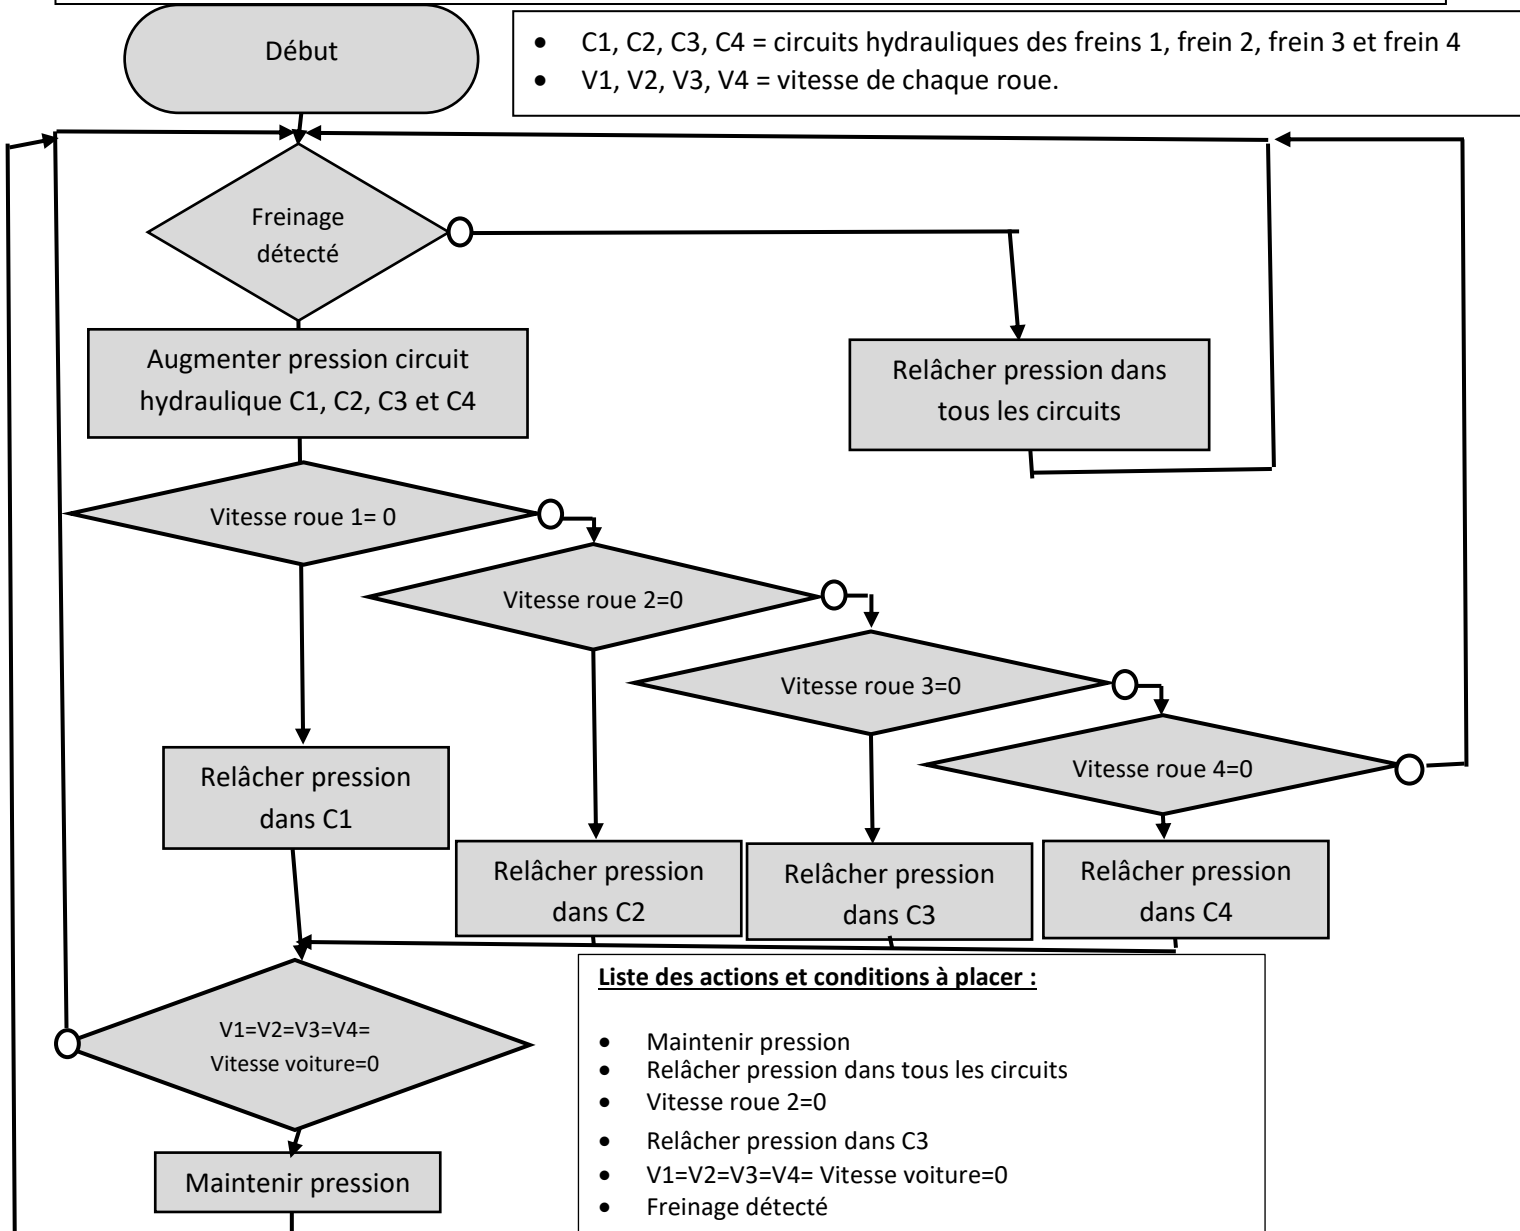 Début
• C1, C2, C3, C4 = circuits hydrauliques des freins 1, frein 2, frein 3 et frein 4
• V1, V2, V3, V4 = vitesse de chaque roue.
Freinage
détecté
Augmenter pression circuit
hydraulique C1, C2, C3 et C4
Relâcher pression dans
tous les circuits
Vitesse roue 1= 0
Vitesse roue 2=0
Vitesse roue 3=0
Vitesse roue 4=0
Relâcher pression
dans C1
Relâcher pression
dans C2
Relâcher pression
dans C3
Relâcher pression
dans C4
V1=V2=V3=V4=
Vitesse voiture=0
Maintenir pression
Liste des actions et conditions à placer :
• Maintenir pression
• Relâcher pression dans tous les circuits
• Vitesse roue 2=0
• Relâcher pression dans C3
• V1=V2=V3=V4= Vitesse voiture=0
• Freinage détecté